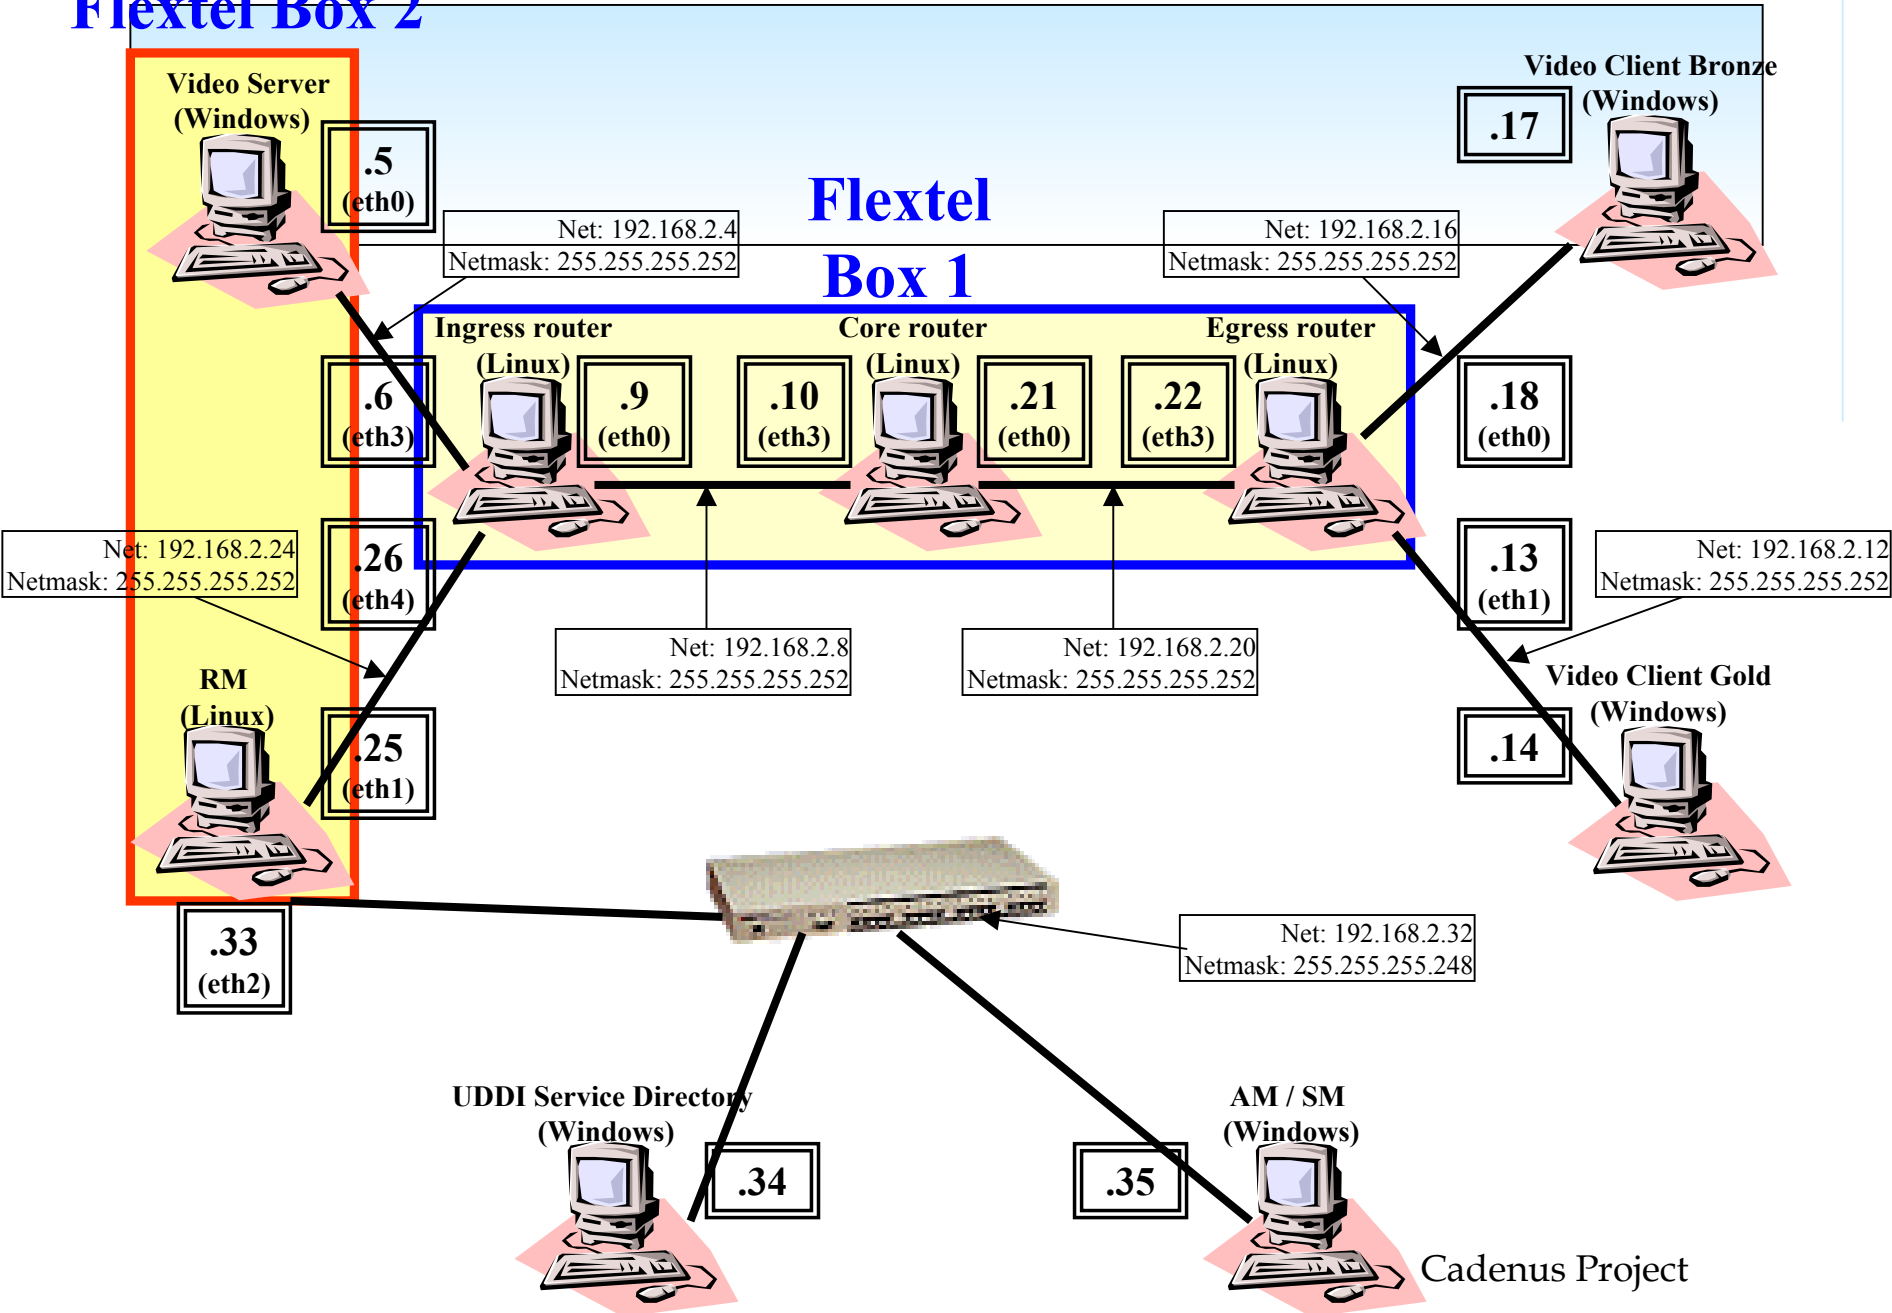 Flextel Box 2
Video Server
(Windows)
.5
(eth0)
Video Client Bronze
(Windows)
.17
Flextel
Box 1
Net: 192.168.2.4
Netmask: 255.255.255.252
Net: 192.168.2.16
Netmask: 255.255.255.252
Ingress router
(Linux)
Core router
(Linux)
Egress router
(Linux)
.6
(eth3)
.9
(eth0)
.10
(eth3)
.21
(eth0)
.22
(eth3)
.18
(eth0)
Net: 192.168.2.24
Netmask: 255.255.255.252
.26
(eth4)
.13
(eth1)
Net: 192.168.2.12
Netmask: 255.255.255.252
Net: 192.168.2.8
Netmask: 255.255.255.252
Net: 192.168.2.20
Netmask: 255.255.255.252
RM
(Linux)
.25
(eth1)
Video Client Gold
(Windows)
.14
.33
(eth2)
Net: 192.168.2.32
Netmask: 255.255.255.248
UDDI Service Directory
(Windows)
.34
AM / SM
(Windows)
.35
Cadenus Project